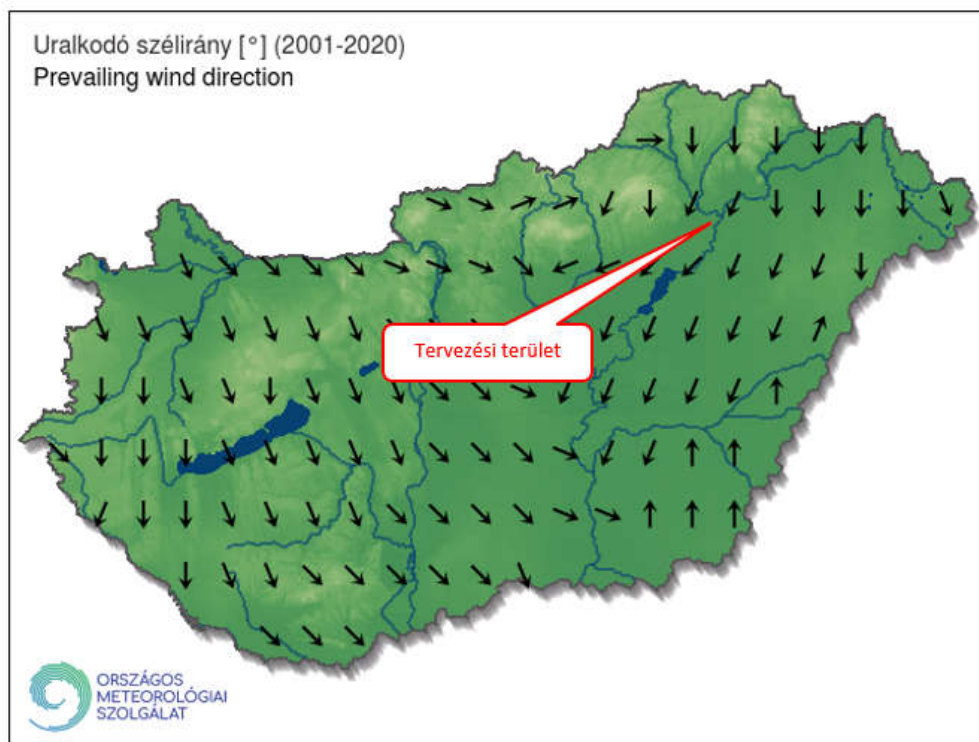 Uralkodó szélirány [°] (2001-2020)
Prevailing wind direction
Tervezési terület
ORSZÁGOS
METEOROLÓGIAI
SZOLGÁLAT